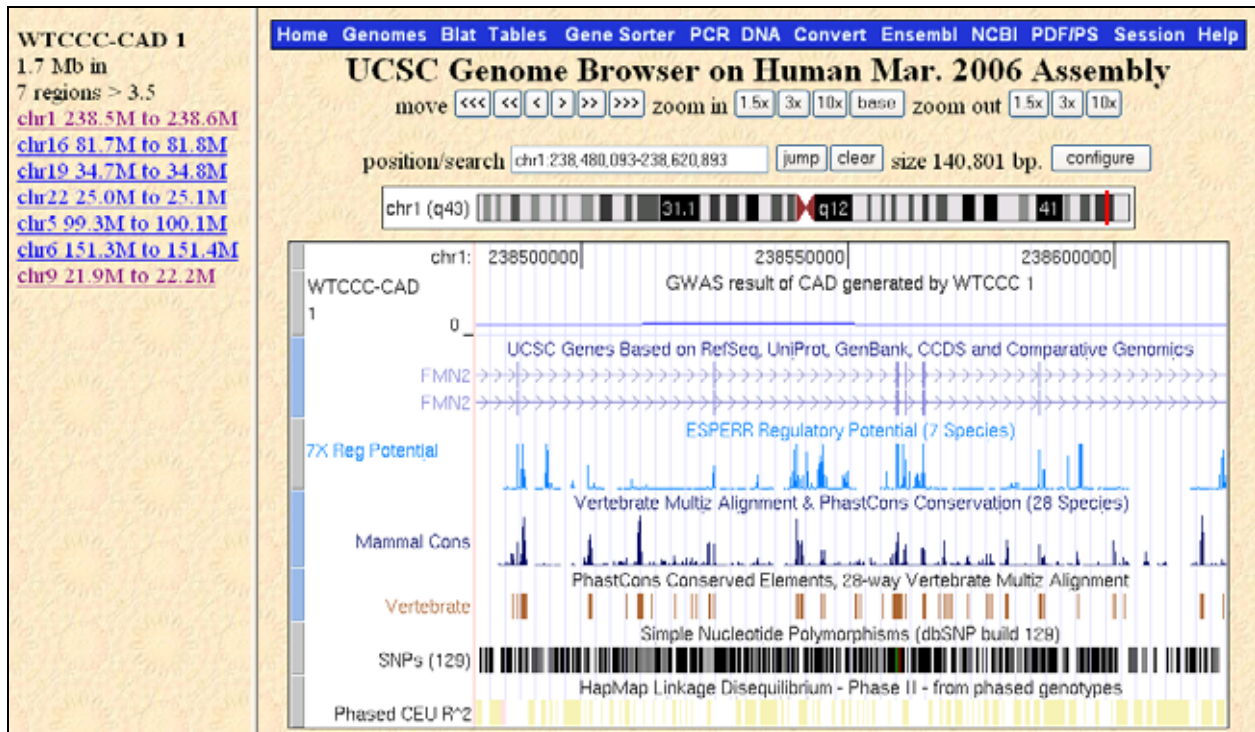 WTCCC-CAD 1
1.7 Mb in
7 regions > 3.5
chr1 238.5M to 238.6M
chr16 81.7M to 81.8M
chr19 34.7M to 34.8M
chr22 25.0M to 25.1M
chr5 99.3M to 100.1M
chr6 151.3M to 151.4M
chr9 21.9M to 22.2M
Home Genomes Blat Tables Gene Sorter PCR DNA Convert Ensembl NCBI PDF/PS Session Help
UCSC Genome Browser on Human Mar. 2006 Assembly
move <<< << < > >> >>> zoom in 1.5x 3x 10x base zoom out 1.5x 3x 10x
position/search chr1:238,480,093-238,620,893 jump clear size 140,801 bp. configure
chr1 (q43) 31.1 q12 41
chr1: 238500000 238550000 238600000
WTCCC-CAD GWAS result of CAD generated by WTCCC 1
1
0 _
UCSC Genes Based on RefSeq, UniProt, GenBank, CCDS and Comparative Genomics
FMN2
FMN2
ESPERR Regulatory Potential (7 Species)
7X Reg Potential
Vertebrate Multiz Alignment & PhastCons Conservation (28 Species)
Mammal Cons
PhastCons Conserved Elements, 28-way Vertebrate Multiz Alignment
Vertebrate
Simple Nucleotide Polymorphisms (dbSNP build 129)
SNPs (129)
HapMap Linkage Disequilibrium - Phase II - from phased genotypes
Phased CEU R^2